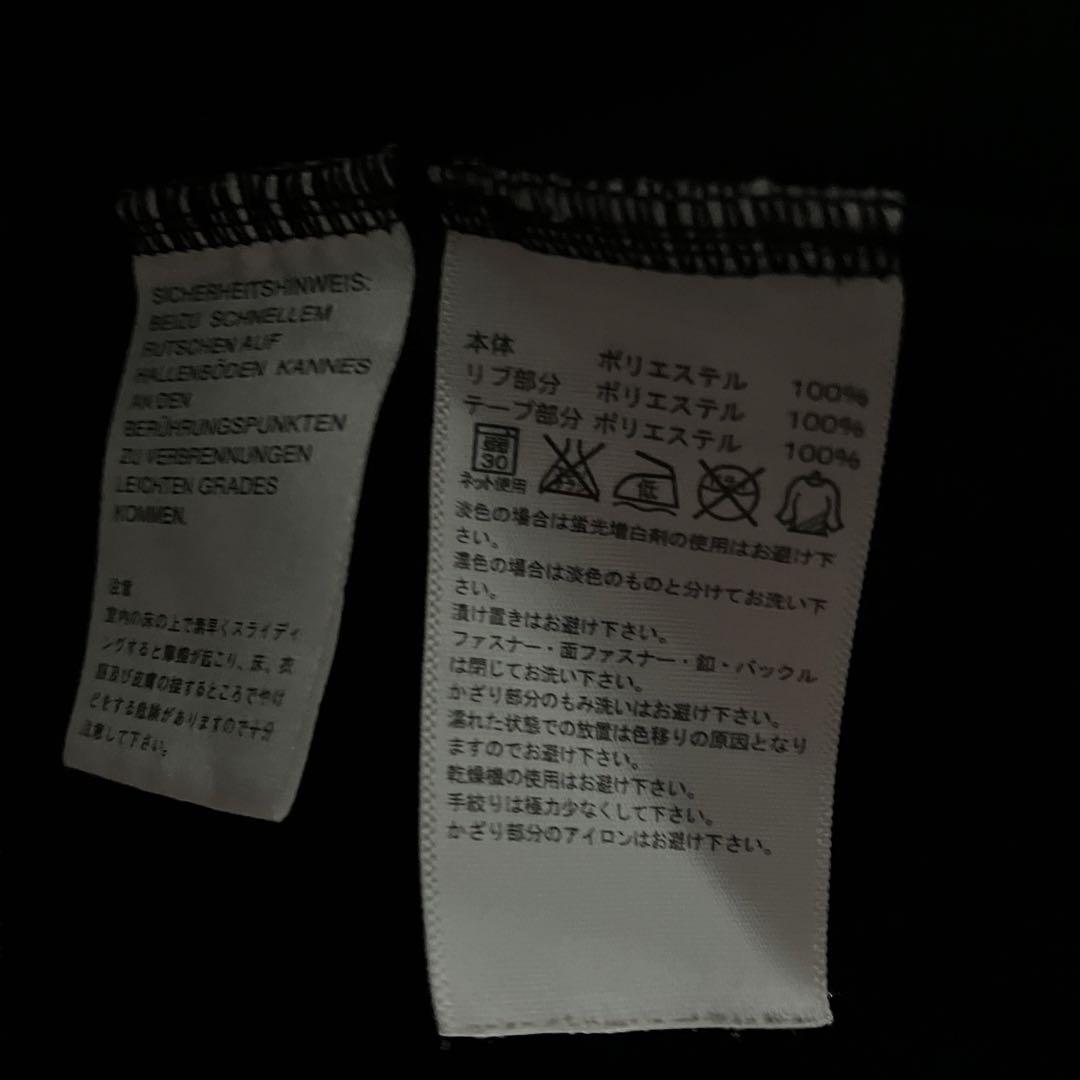 SICHERHEITSHINWEIS:
BEIZU SCHNELLEM
RUTSCHEN AUF
HALLENBÖDEN KANNES
AN DEN
BERÜHRUNGSPUNKTEN
ZU VERBRENNUNGEN
LEICHTEN GRADES
KOMMEN.
注意
室内の床の上で素早くスライディ
ングすると摩擦が起こり、床、衣
類及び皮膚の接するところでやけ
どをする危険がありますので十分
注意して下さい。
本体 ポリエステル 100%
リブ部分 ポリエステル 100%
テープ部分 ポリエステル 100%
30
ネット使用
低
淡色の場合は蛍光増白剤の使用はお避け下
さい。
濃色の場合は淡色のものと分けてお洗い下
さい。
漬け置きはお避け下さい。
ファスナー・面ファスナー・釦・バックル
は閉じてお洗い下さい。
かざり部分のもみ洗いはお避け下さい。
濡れた状態での放置は色移りの原因となり
ますのでお避け下さい。
乾燥機の使用はお避け下さい。
手絞りは極力少なくして下さい。
かざり部分のアイロンはお避け下さい。